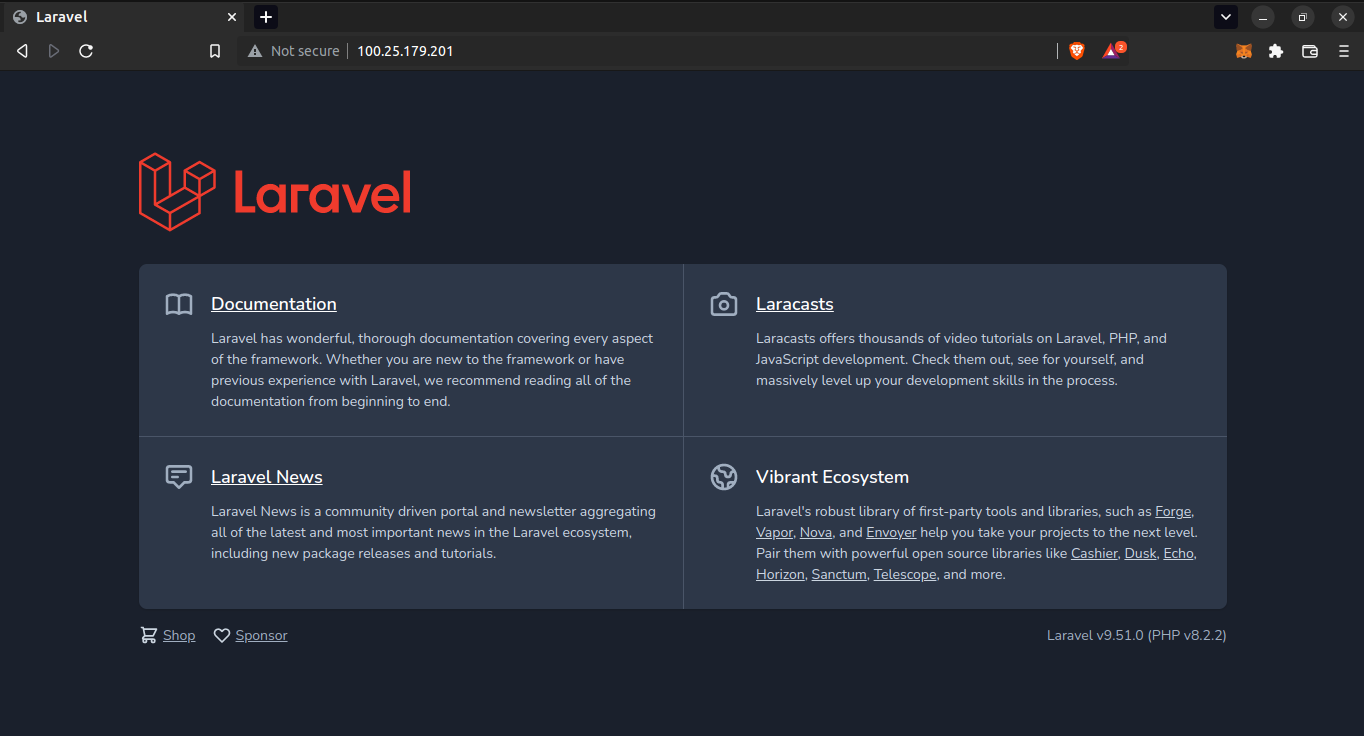 Laravel
Not secure 100.25.179.201
2
Laravel
Documentation
Laravel has wonderful, thorough documentation covering every aspect
of the framework. Whether you are new to the framework or have
previous experience with Laravel, we recommend reading all of the
documentation from beginning to end.
Laracasts
Laracasts offers thousands of video tutorials on Laravel, PHP, and
JavaScript development. Check them out, see for yourself, and
massively level up your development skills in the process.
Laravel News
Laravel News is a community driven portal and newsletter aggregating
all of the latest and most important news in the Laravel ecosystem,
including new package releases and tutorials.
Vibrant Ecosystem
Laravel's robust library of first-party tools and libraries, such as Forge,
Vapor, Nova, and Envoyer help you take your projects to the next level.
Pair them with powerful open source libraries like Cashier, Dusk, Echo,
Horizon, Sanctum, Telescope, and more.
Shop Sponsor
Laravel v9.51.0 (PHP v8.2.2)